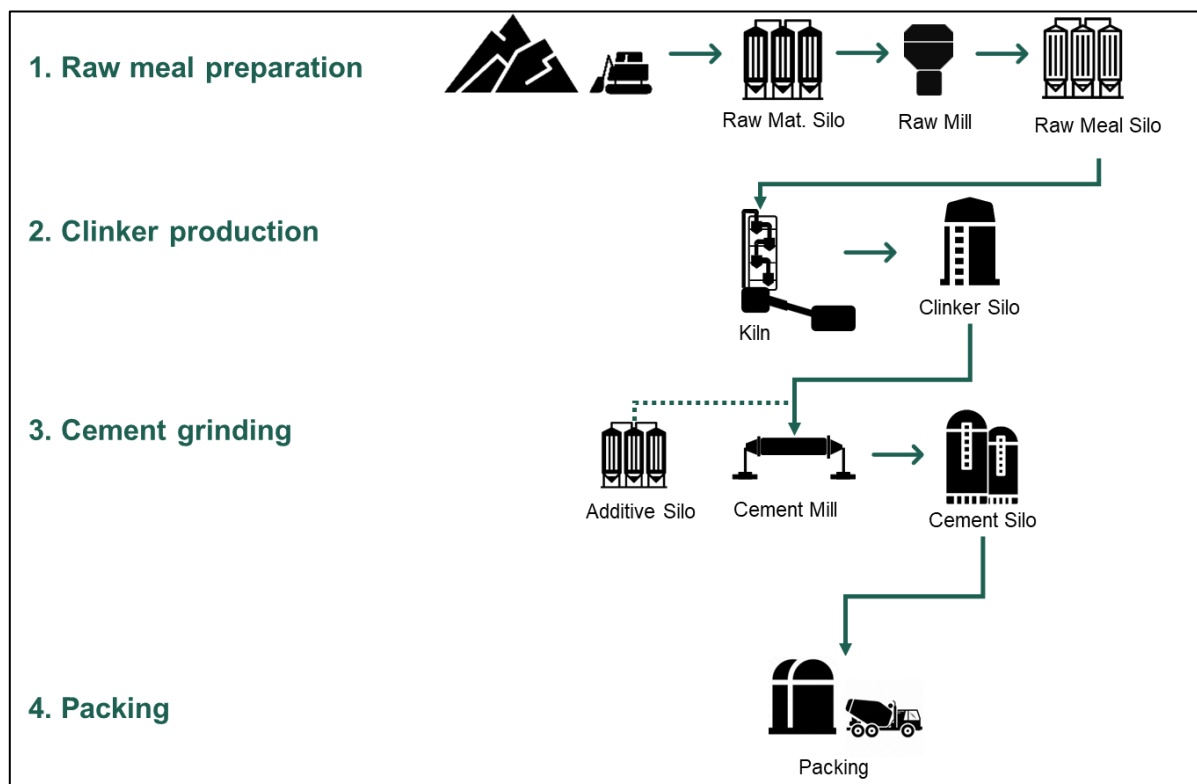 1. Raw meal preparation
Raw Mat. Silo
Raw Mill
Raw Meal Silo
2. Clinker production
Kiln
Clinker Silo
3. Cement grinding
Additive Silo
Cement Mill
Cement Silo
4. Packing
Packing